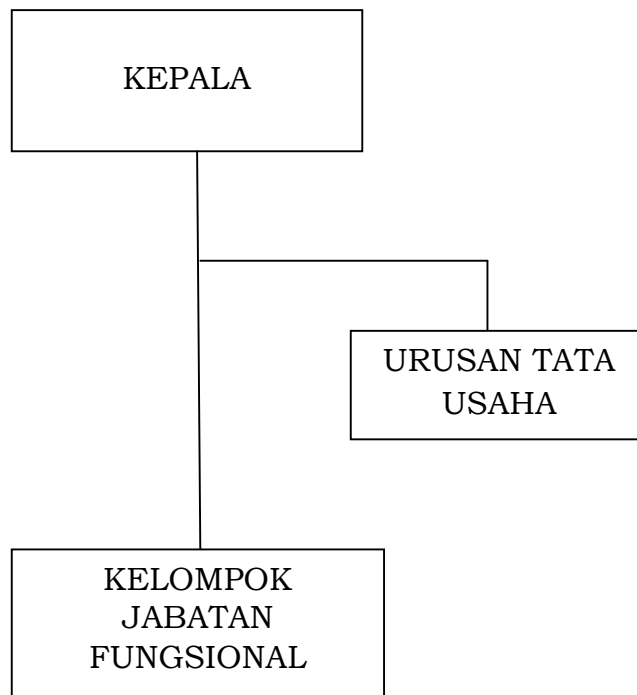 KEPALA
URUSAN TATA
USAHA
KELOMPOK
JABATAN
FUNGSIONAL